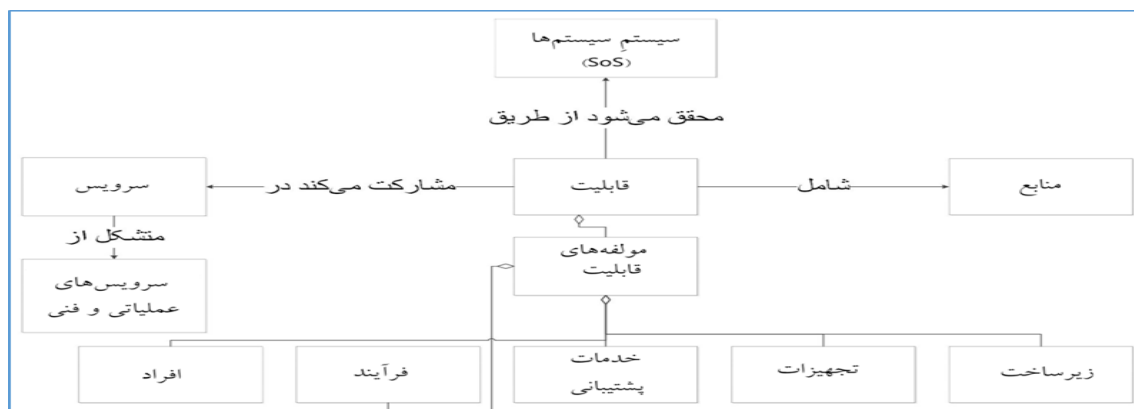 سیستمِ سیستم‌ها
(SoS)
محقق می‌شود از طریق
منابع
شامل
قابلیت
مشارکت می‌کند در
سرویس
متشکل از
مولفه‌های
قابلیت
سرویس‌های
عملیاتی و فنی
زیرساخت
تجهیزات
خدمات
پشتیبانی
فرآیند
افراد